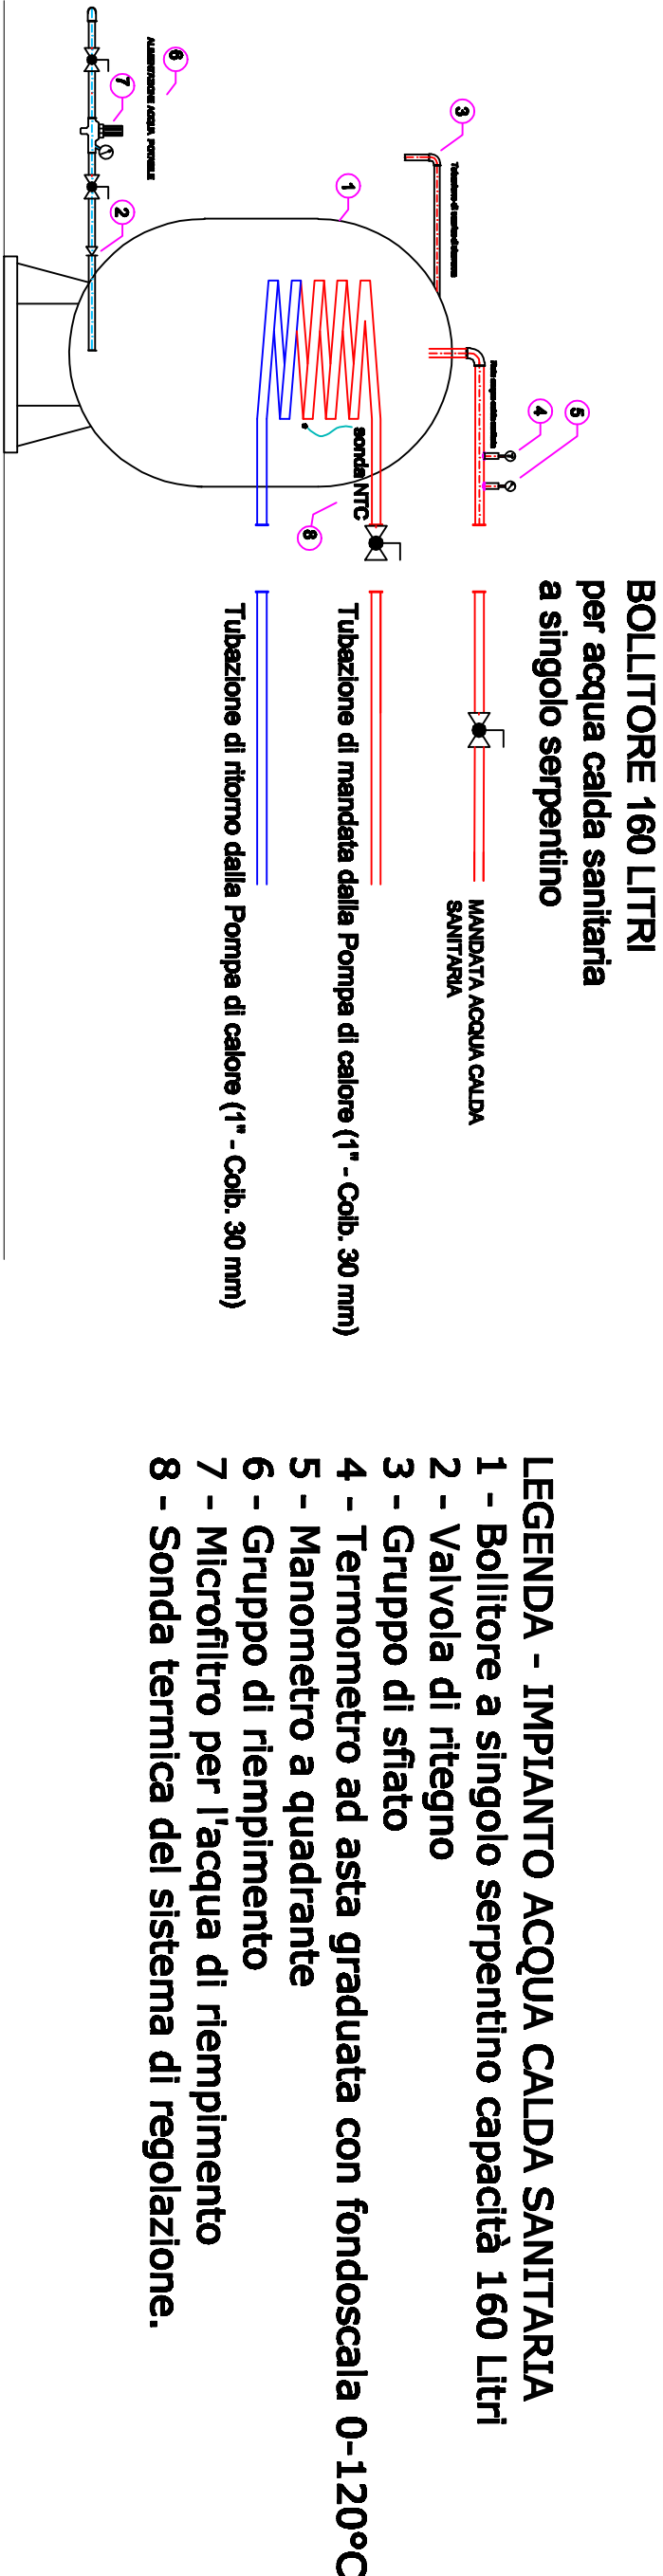 BOLLITORE 160 LITRI
per acqua calda sanitaria
a singolo serpentino
3
4
5
1
6
ALIMENTAZIONE ACQUA POTABILE
7
2
sonda NTC
8
MANDATA ACQUA CALDA
SANITARIA
Tubazione di mandata dalla Pompa di calore (1" - Coib. 30 mm)
Tubazione di ritorno dalla Pompa di calore (1" - Coib. 30 mm)
LEGENDA - IMPIANTO ACQUA CALDA SANITARIA
1 - Bollitore a singolo serpentino capacità 160 Litri
2 - Valvola di ritegno
3 - Gruppo di sfiato
4 - Termometro ad asta graduata con fondoscala 0-120°C
5 - Manometro a quadrante
6 - Gruppo di riempimento
7 - Microfiltro per l'acqua di riempimento
8 - Sonda termica del sistema di regolazione.